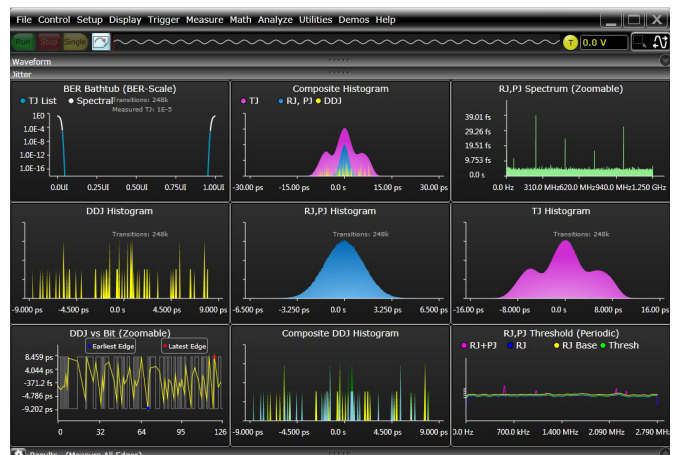 File Control Setup Display Trigger Measure Math Analyze Utilities Demos Help
Run Stop Single T 0.0 V
Waveform
Jitter
BER Bathtub (BER-Scale)
TJ List Spectral Transitions: 248k
Measured TJ: 1E-5
1E0
1.0E-4
1.0E-8
1.0E-12
1.0E-16
0.0UI 0.25UI 0.50UI 0.75UI 1.00UI
Composite Histogram
TJ RJ, PJ DDJ
-30.00 ps -15.00 ps 0.0 s 15.00 ps 30.00 ps
RJ,PJ Spectrum (Zoomable)
39.01 fs
29.26 fs
19.51 fs
9.753 fs
0.0 s
0.0 Hz 310.0 MHz 620.0 MHz 940.0 MHz 1.250 GHz
DDJ Histogram
Transitions: 248k
-9.000 ps -4.500 ps 0.0 s 4.500 ps 9.000 ps
RJ,PJ Histogram
Transitions: 248k
-6.500 ps -3.250 ps 0.0 s 3.250 ps 6.500 ps
TJ Histogram
Transitions: 248k
-16.00 ps -8.000 ps 0.0 s 8.000 ps 16.00 ps
DDJ vs Bit (Zoomable)
Earliest Edge Latest Edge
8.459 ps
4.044 ps
-371.2 fs
-4.786 ps
-9.202 ps
0 32 64 95 126
Composite DDJ Histogram
-9.000 ps -4.500 ps 0.0 s 4.500 ps 9.000 ps
RJ,PJ Threshold (Periodic)
RJ+PJ RJ RJ Base Thresh
0.0 Hz 700.0 kHz 1.400 MHz 2.090 MHz 2.790 MHz
Results (Measure All Edges)